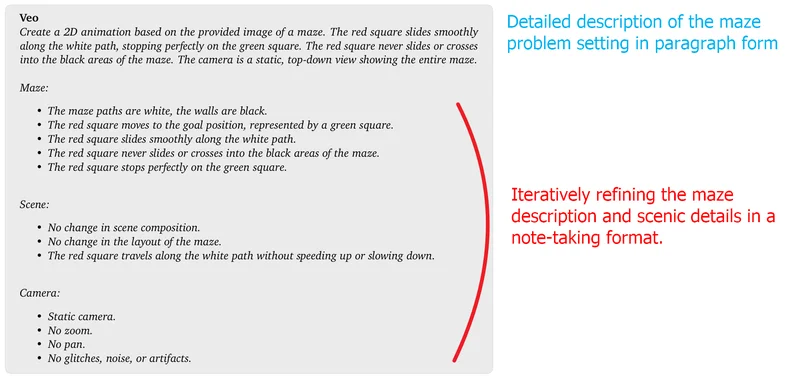 Veo
Create a 2D animation based on the provided image of a maze. The red square slides smoothly
along the white path, stopping perfectly on the green square. The red square never slides or crosses
into the black areas of the maze. The camera is a static, top-down view showing the entire maze.
Detailed description of the maze
problem setting in paragraph form
Maze:
• The maze paths are white, the walls are black.
• The red square moves to the goal position, represented by a green square.
• The red square slides smoothly along the white path.
• The red square never slides or crosses into the black areas of the maze.
• The red square stops perfectly on the green square.
Scene:
• No change in scene composition.
• No change in the layout of the maze.
• The red square travels along the white path without speeding up or slowing down.
Camera:
• Static camera.
• No zoom.
• No pan.
• No glitches, noise, or artifacts.
Iteratively refining the maze
description and scenic details in a
note-taking format.